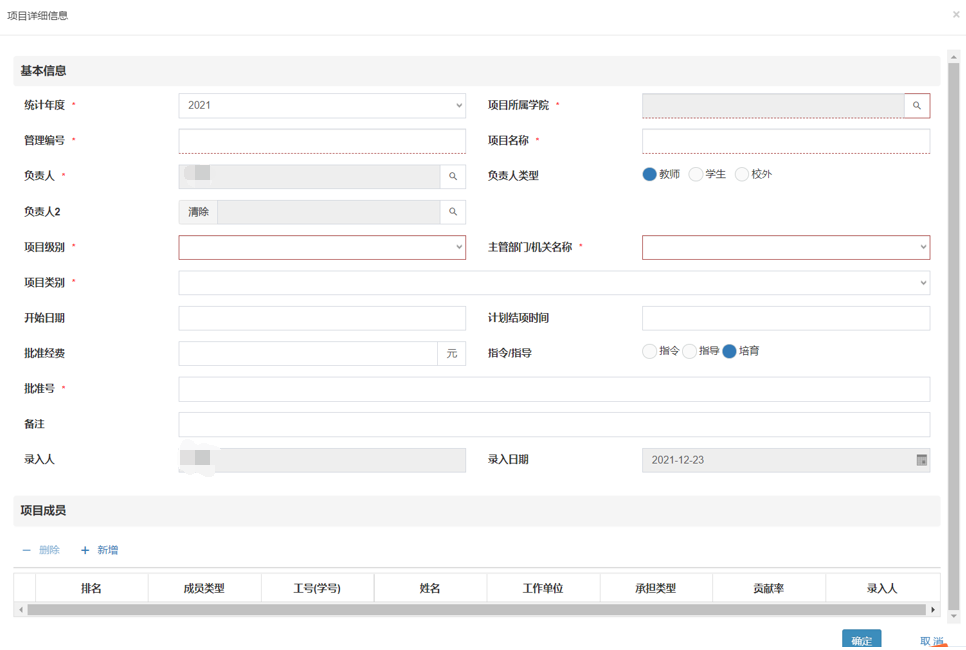 项目详细信息 ×
基本信息
统计年度 * 2021 项目所属学院 *
管理编号 * 项目名称 *
负责人 * 负责人类型 教师 学生 校外
负责人2 清除
项目级别 * 主管部门/机关名称 *
项目类别 *
开始日期 计划结项时间
批准经费 元 指令/指导 指令 指导 培育
批准号 *
备注
录入人 录入日期 2021-12-23
项目成员
− 删除 + 新增
排名 成员类型 工号(学号) 姓名 工作单位 承担类型 贡献率 录入人
确定 取消